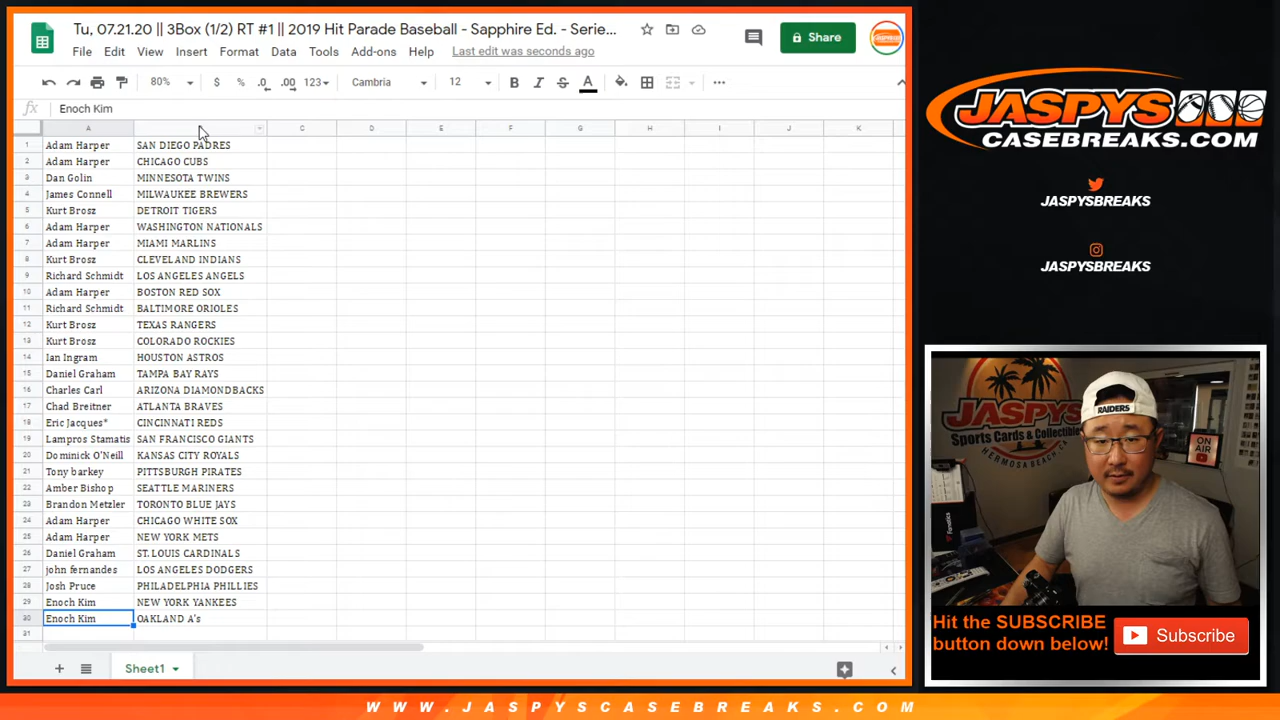 Tu, 07.21.20 || 3Box (1/2) RT #1 || 2019 Hit Parade Baseball - Sapphire Ed. - Serie...
File Edit View Insert Format Data Tools Add-ons Help Last edit was seconds ago
Share
80% $ % .0 .00 123 Cambria 12 B I S A
fx Enoch Kim
A C D E F G H I J K
1 Adam Harper SAN DIEGO PADRES
2 Adam Harper CHICAGO CUBS
3 Dan Golin MINNESOTA TWINS
4 James Connell MILWAUKEE BREWERS
5 Kurt Brosz DETROIT TIGERS
6 Adam Harper WASHINGTON NATIONALS
7 Adam Harper MIAMI MARLINS
8 Kurt Brosz CLEVELAND INDIANS
9 Richard Schmidt LOS ANGELES ANGELS
10 Adam Harper BOSTON RED SOX
11 Richard Schmidt BALTIMORE ORIOLES
12 Kurt Brosz TEXAS RANGERS
13 Kurt Brosz COLORADO ROCKIES
14 Ian Ingram HOUSTON ASTROS
15 Daniel Graham TAMPA BAY RAYS
16 Charles Carl ARIZONA DIAMONDBACKS
17 Chad Breitner ATLANTA BRAVES
18 Eric Jacques* CINCINNATI REDS
19 Lampros Stamatis SAN FRANCISCO GIANTS
20 Dominick O'Neill KANSAS CITY ROYALS
21 Tony barkey PITTSBURGH PIRATES
22 Amber Bishop SEATTLE MARINERS
23 Brandon Metzler TORONTO BLUE JAYS
24 Adam Harper CHICAGO WHITE SOX
25 Adam Harper NEW YORK METS
26 Daniel Graham ST. LOUIS CARDINALS
27 john fernandes LOS ANGELES DODGERS
28 Josh Pruce PHILADELPHIA PHILLIES
29 Enoch Kim NEW YORK YANKEES
30 Enoch Kim OAKLAND A's
31
Sheet1
JASPYS
CASEBREAKS.COM
JASPYSBREAKS
JASPYSBREAKS
JASPYS
Sports Cards & Collectibles
HERMOSA BEACH, CA
RAIDERS
ON AIR
Fanatics
Hit the SUBSCRIBE
button down below!
Subscribe
WWW.JASPYSCASEBREAKS.COM